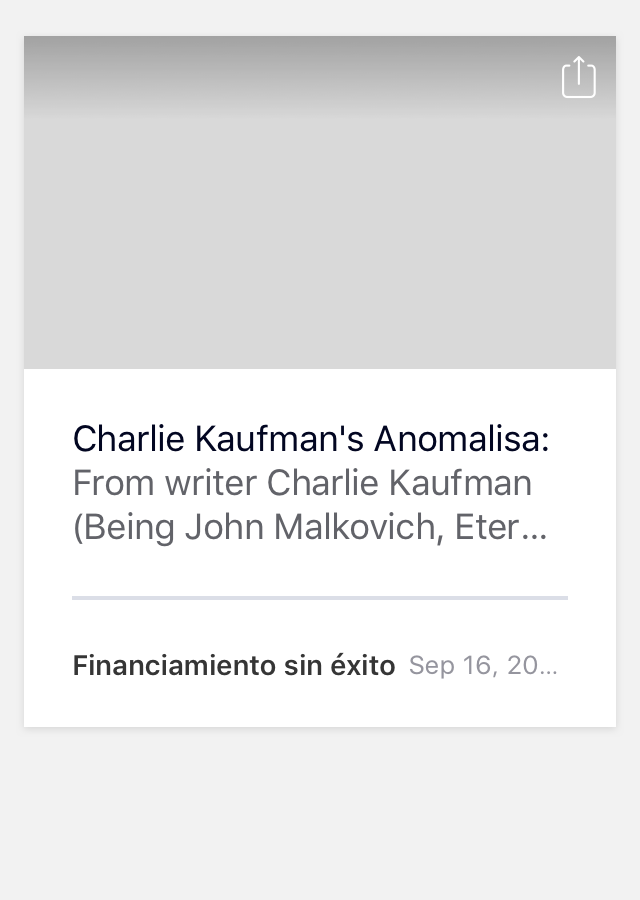 Charlie Kaufman's Anomalisa:
From writer Charlie Kaufman
(Being John Malkovich, Eter...
Financiamiento sin éxito Sep 16, 20...